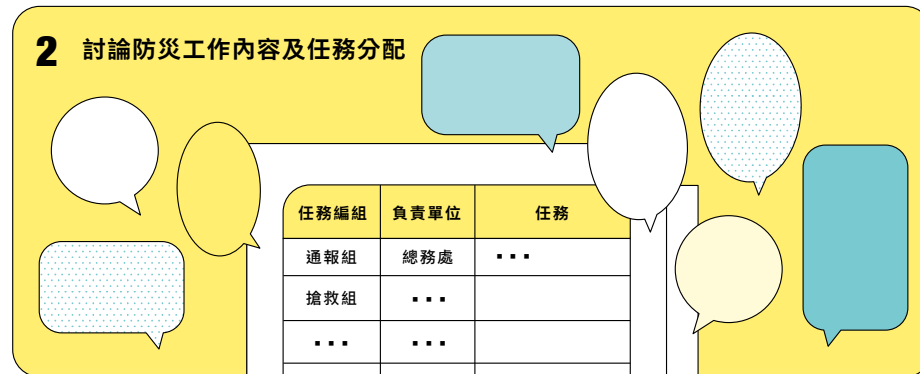 2 討論防災工作內容及任務分配
任務編組 負責單位 任務
通報組 總務處 ▪▪▪
搶救組 ▪▪▪
▪▪▪ ▪▪▪